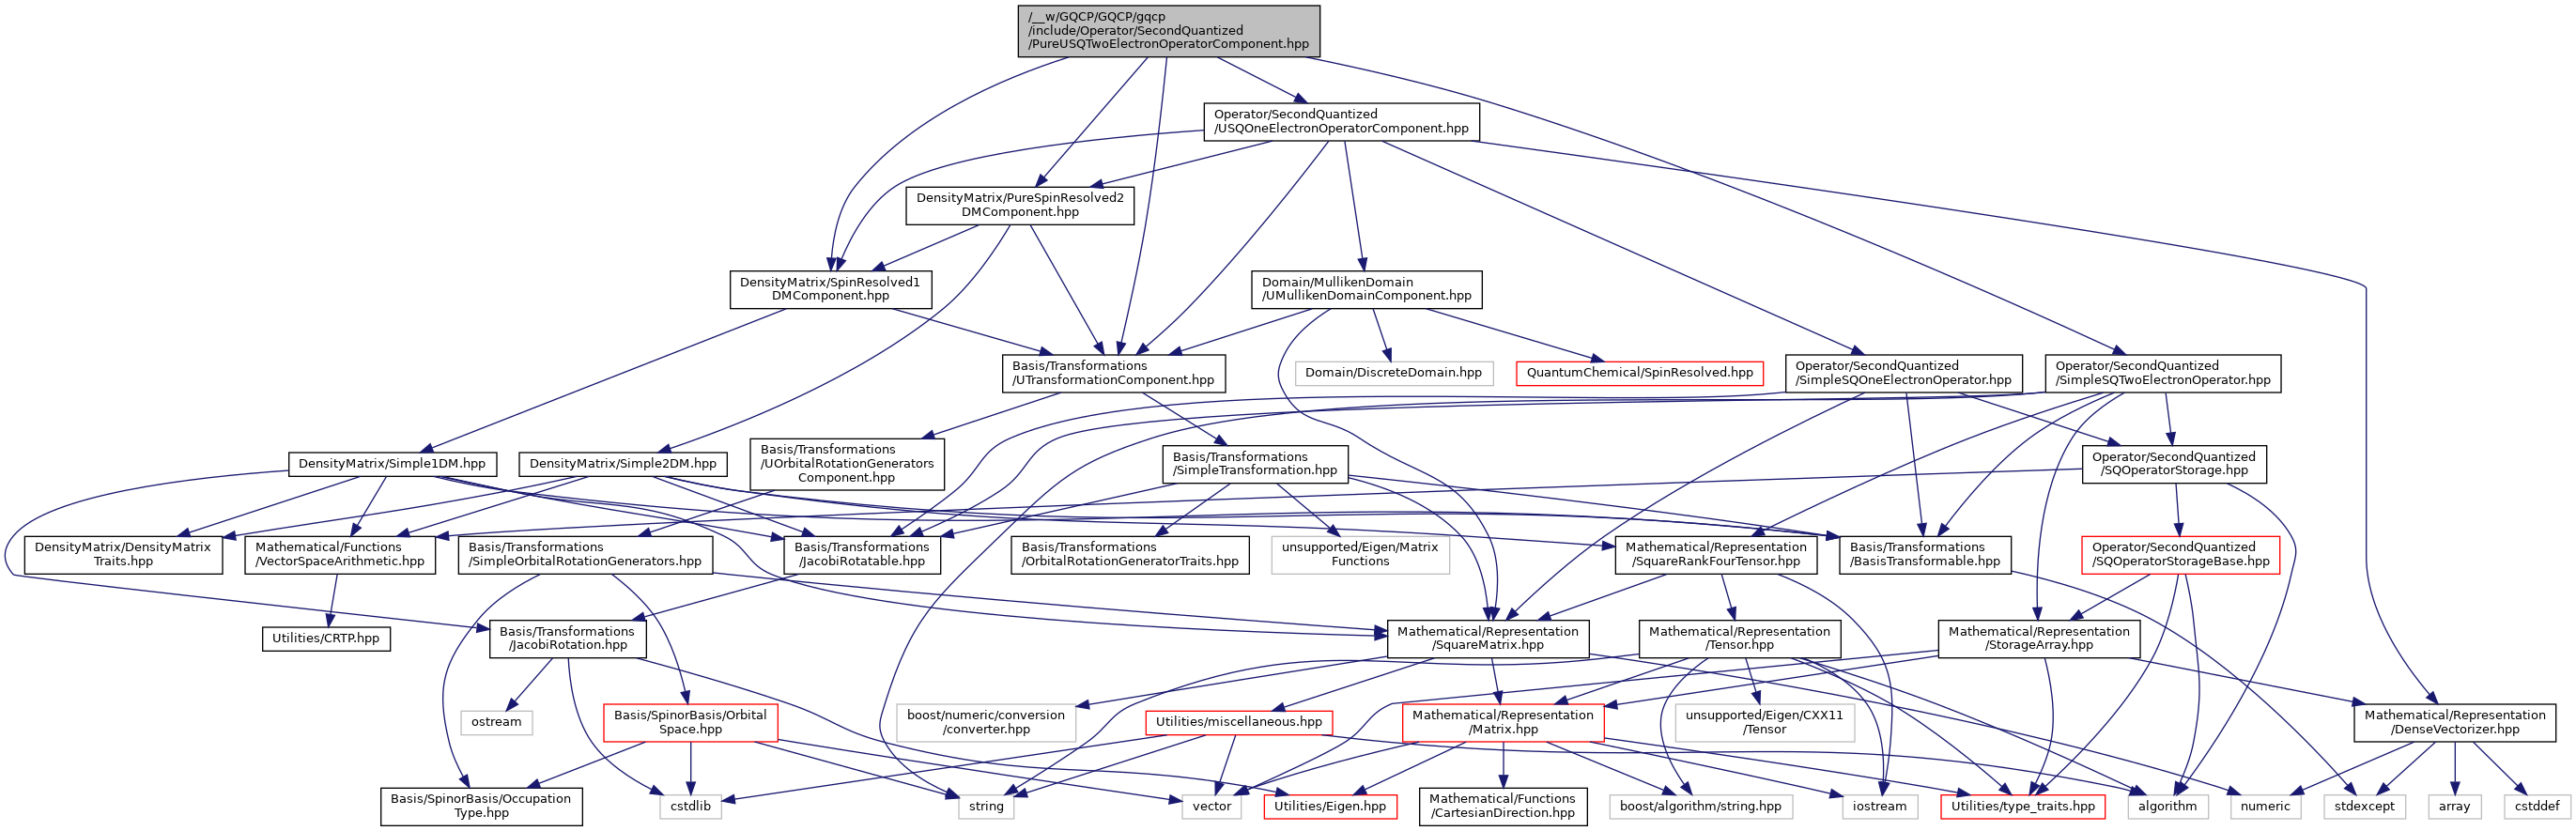 /__w/GQCP/GQCP/gqcp
/include/Operator/SecondQuantized
/PureUSQTwoElectronOperatorComponent.hpp
Operator/SecondQuantized
/USQOneElectronOperatorComponent.hpp
DensityMatrix/PureSpinResolved2
DMComponent.hpp
DensityMatrix/SpinResolved1
DMComponent.hpp
Domain/MullikenDomain
/UMullikenDomainComponent.hpp
Basis/Transformations
/UTransformationComponent.hpp
Domain/DiscreteDomain.hpp
QuantumChemical/SpinResolved.hpp
Operator/SecondQuantized
/SimpleSQOneElectronOperator.hpp
Operator/SecondQuantized
/SimpleSQTwoElectronOperator.hpp
DensityMatrix/Simple1DM.hpp
DensityMatrix/Simple2DM.hpp
Basis/Transformations
/UOrbitalRotationGenerators
Component.hpp
Basis/Transformations
/SimpleTransformation.hpp
Operator/SecondQuantized
/SQOperatorStorage.hpp
DensityMatrix/DensityMatrix
Traits.hpp
Mathematical/Functions
/VectorSpaceArithmetic.hpp
Basis/Transformations
/SimpleOrbitalRotationGenerators.hpp
Basis/Transformations
/JacobiRotatable.hpp
Basis/Transformations
/OrbitalRotationGeneratorTraits.hpp
unsupported/Eigen/Matrix
Functions
Mathematical/Representation
/SquareRankFourTensor.hpp
Basis/Transformations
/BasisTransformable.hpp
Operator/SecondQuantized
/SQOperatorStorageBase.hpp
Utilities/CRTP.hpp
Basis/Transformations
/JacobiRotation.hpp
Mathematical/Representation
/SquareMatrix.hpp
Mathematical/Representation
/Tensor.hpp
Mathematical/Representation
/StorageArray.hpp
ostream
Basis/SpinorBasis/Orbital
Space.hpp
boost/numeric/conversion
/converter.hpp
Utilities/miscellaneous.hpp
Mathematical/Representation
/Matrix.hpp
unsupported/Eigen/CXX11
/Tensor
Mathematical/Representation
/DenseVectorizer.hpp
Basis/SpinorBasis/Occupation
Type.hpp
cstdlib
string
vector
Utilities/Eigen.hpp
Mathematical/Functions
/CartesianDirection.hpp
boost/algorithm/string.hpp
iostream
Utilities/type_traits.hpp
algorithm
numeric
stdexcept
array
cstddef